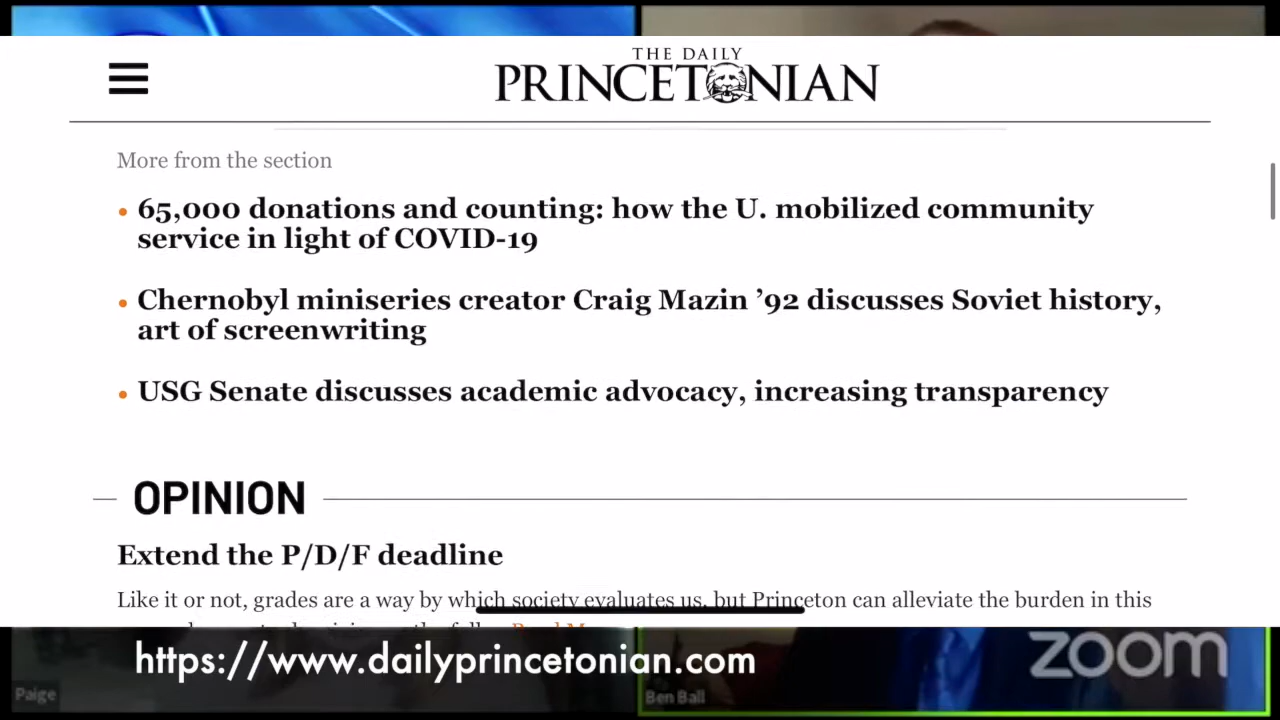 THE DAILY
PRINCETONIAN
More from the section
• 65,000 donations and counting: how the U. mobilized community
service in light of COVID-19
• Chernobyl miniseries creator Craig Mazin ’92 discusses Soviet history,
art of screenwriting
• USG Senate discusses academic advocacy, increasing transparency
OPINION
Extend the P/D/F deadline
Like it or not, grades are a way by which society evaluates us, but Princeton can alleviate the burden in this
https://www.dailyprincetonian.com
zoom
Paige
Ben Ball